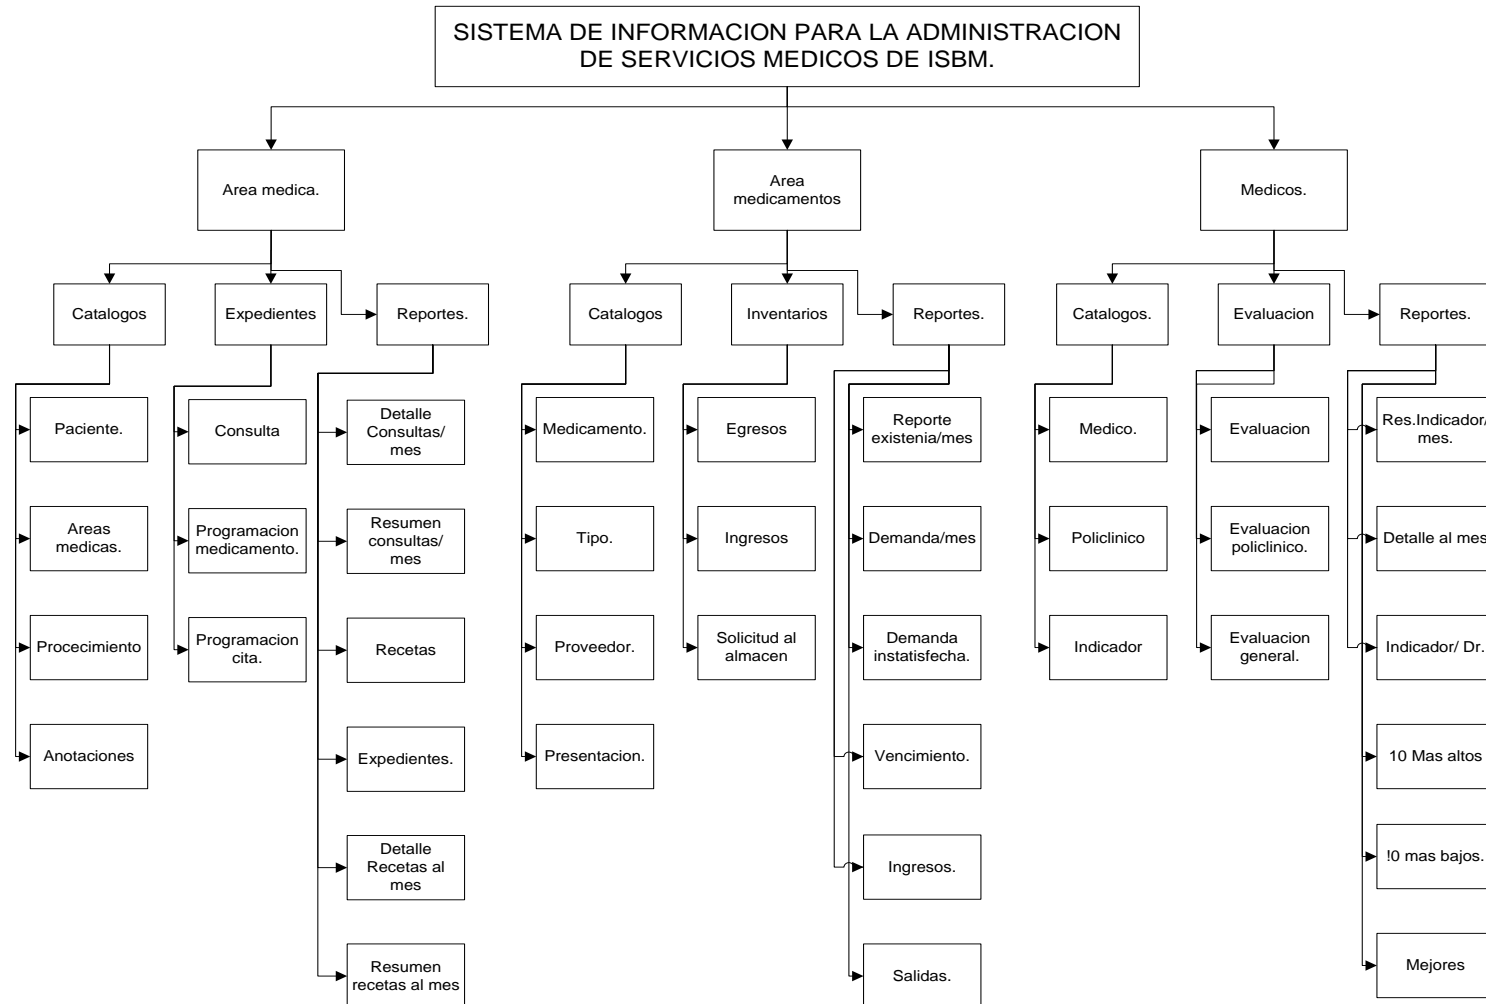 SISTEMA DE INFORMACION PARA LA ADMINISTRACION
DE SERVICIOS MEDICOS DE ISBM.
Area medica.
Area
medicamentos
Medicos.
Catalogos
Expedientes
Reportes.
Catalogos
Inventarios
Reportes.
Catalogos.
Evaluacion
Reportes.
Paciente.
Areas
medicas.
Procecimiento
Anotaciones
Consulta
Programacion
medicamento.
Programacion
cita.
Detalle
Consultas/
mes
Resumen
consultas/
mes
Recetas
Expedientes.
Detalle
Recetas al
mes
Resumen
recetas al mes
Medicamento.
Tipo.
Proveedor.
Presentacion.
Egresos
Ingresos
Solicitud al
almacen
Reporte
existenia/mes
Demanda/mes
Demanda
instatisfecha.
Vencimiento.
Ingresos.
Salidas.
Medico.
Policlinico
Indicador
Evaluacion
Evaluacion
policlinico.
Evaluacion
general.
Res.Indicador/
mes.
Detalle al mes
Indicador/ Dr.
10 Mas altos
!0 mas bajos.
Mejores